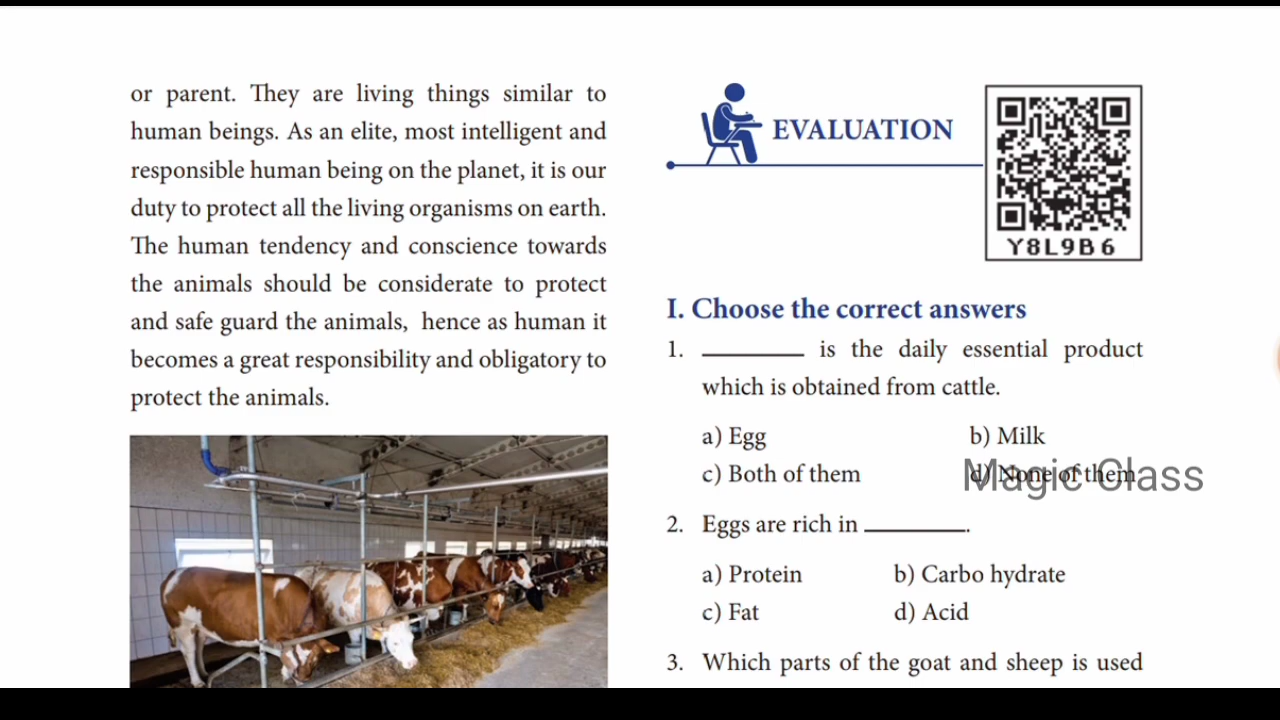 or parent. They are living things similar to
human beings. As an elite, most intelligent and
responsible human being on the planet, it is our
duty to protect all the living organisms on earth.
The human tendency and conscience towards
the animals should be considerate to protect
and safe guard the animals, hence as human it
becomes a great responsibility and obligatory to
protect the animals.
EVALUATION
Y8L9B6
I. Choose the correct answers
1. ________ is the daily essential product
which is obtained from cattle.
a) Egg b) Milk
c) Both of them d) None of them
Magic Class
2. Eggs are rich in ________.
a) Protein b) Carbo hydrate
c) Fat d) Acid
3. Which parts of the goat and sheep is used